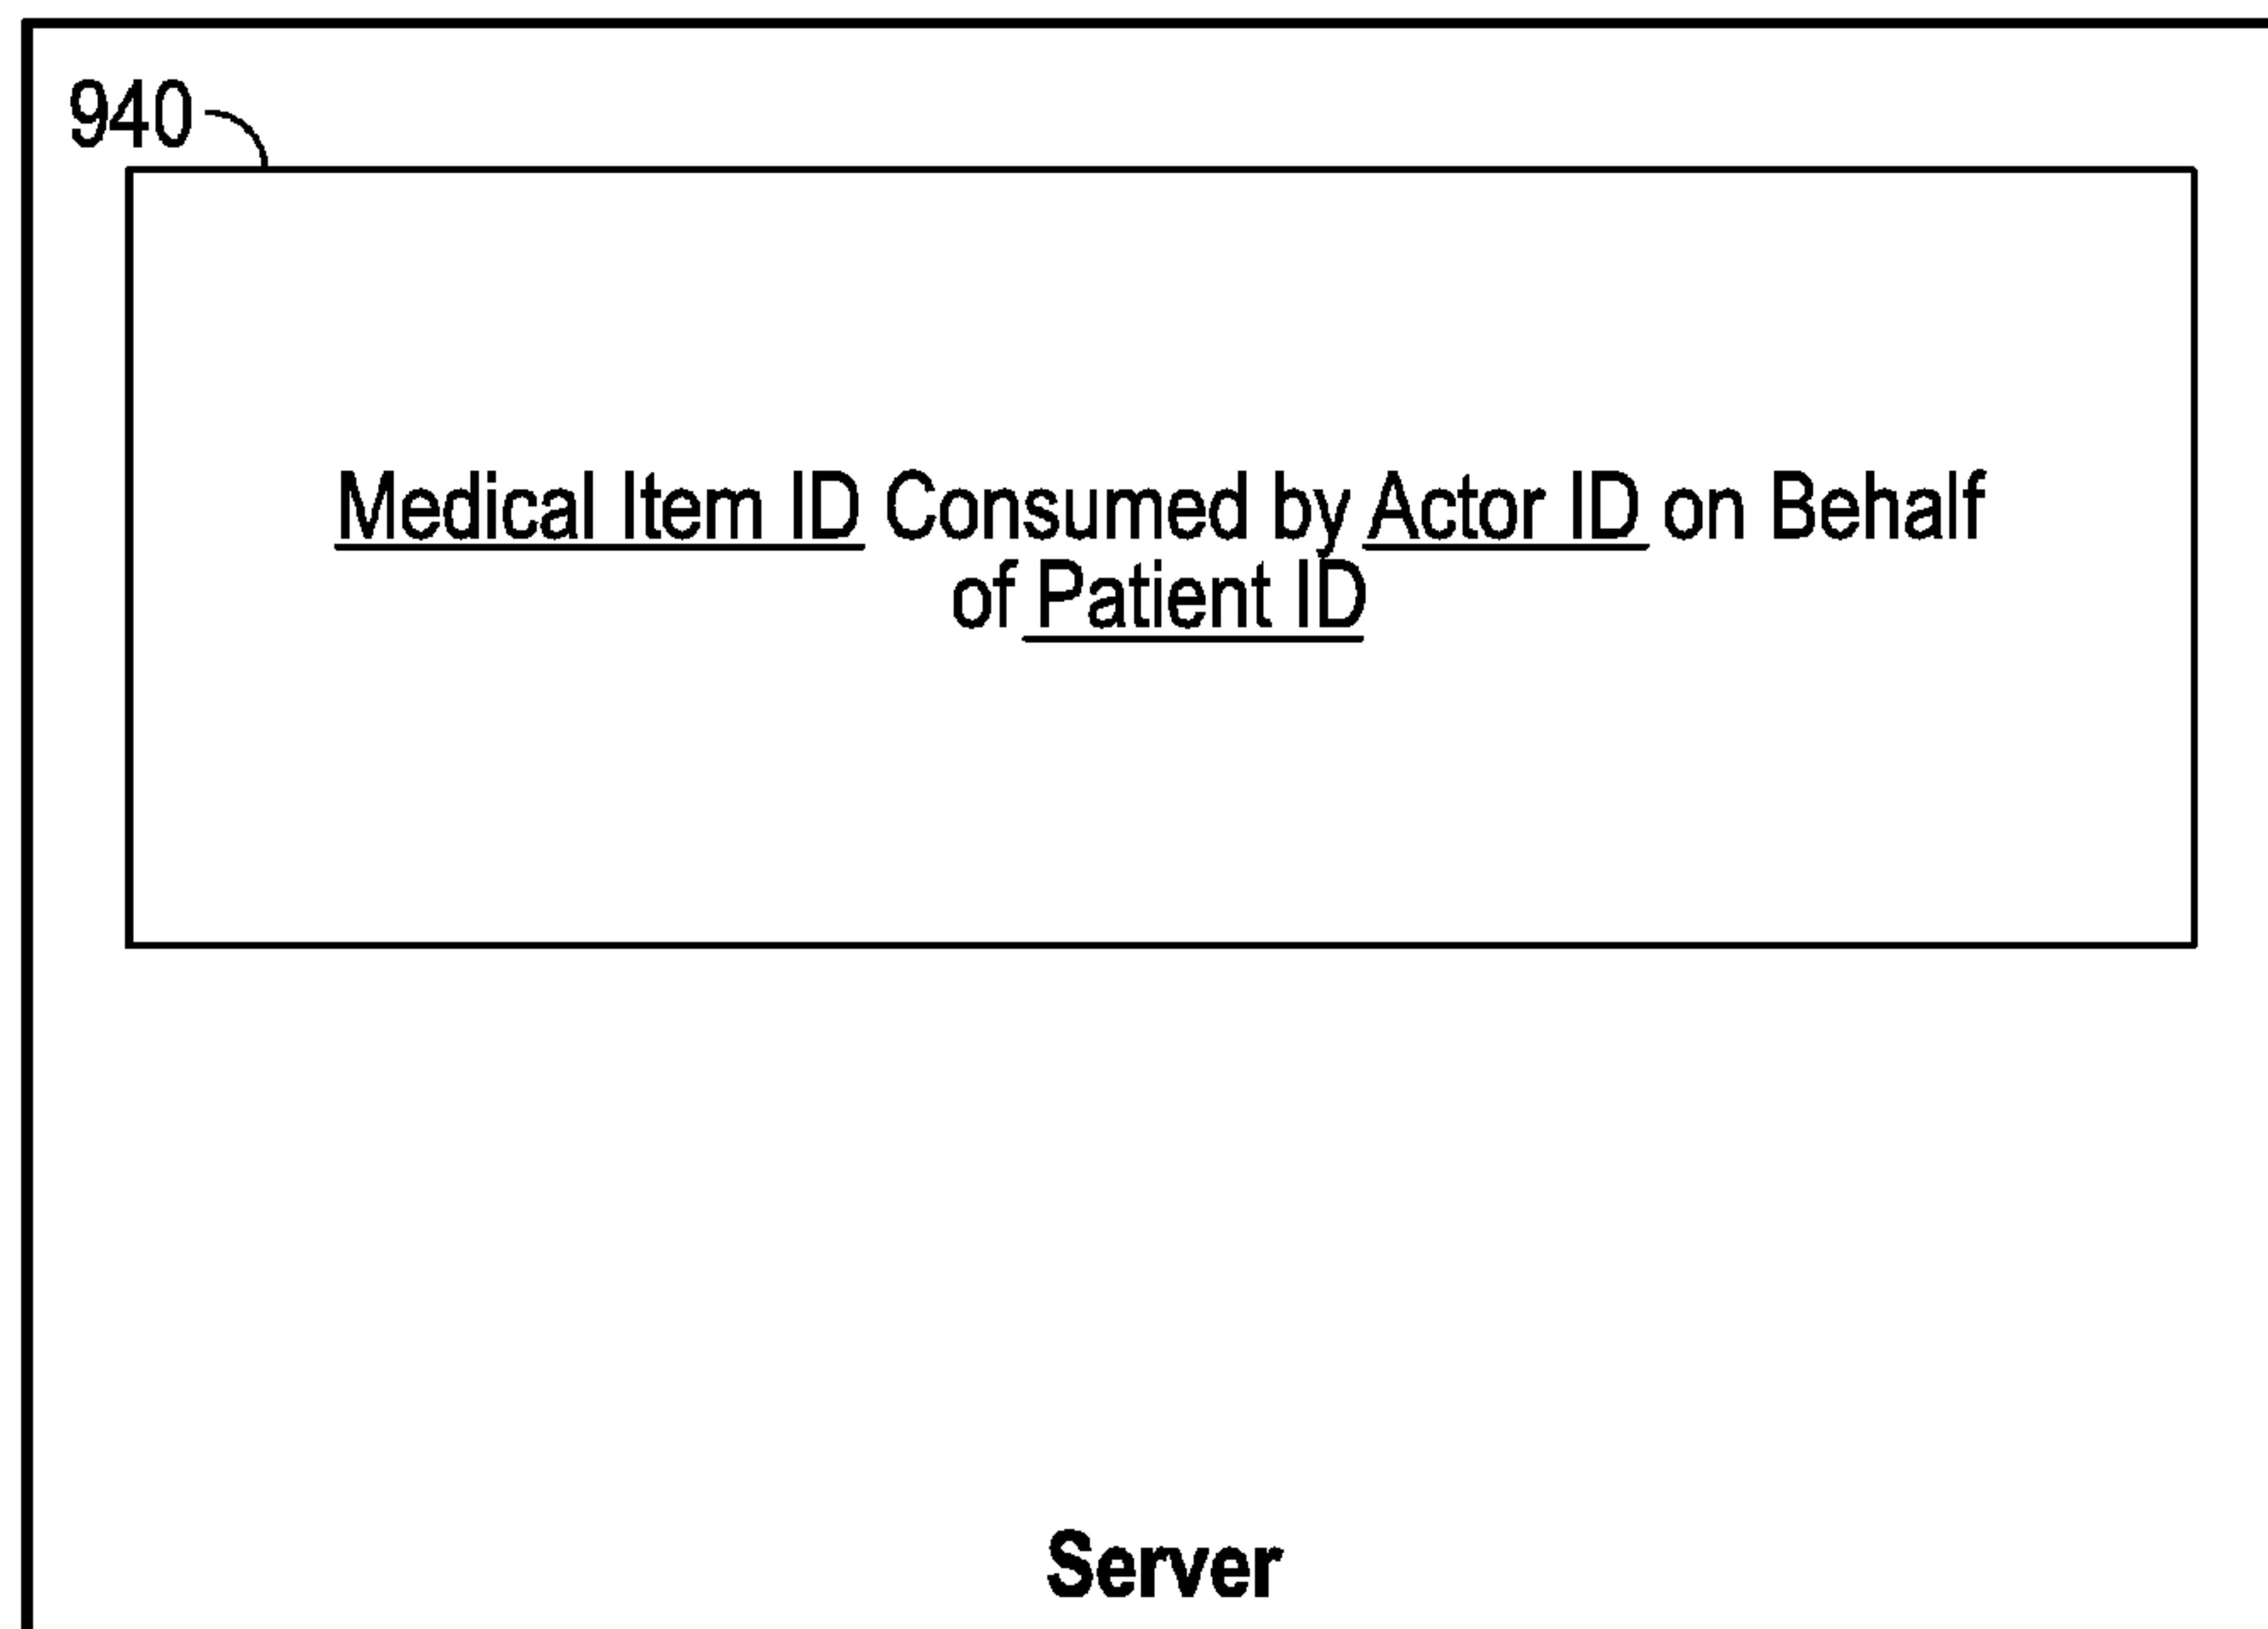 940
Medical Item ID Consumed by Actor ID on Behalf
of Patient ID
Server